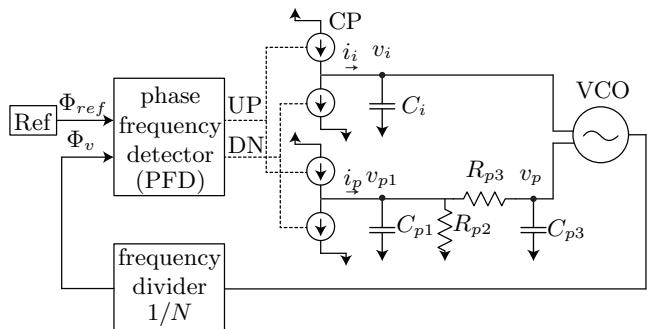 CP
i_i v_i
VCO
Φ_ref
Ref
Φ_v
phase
frequency
detector
(PFD)
UP
DN
C_i
i_p v_p1
R_p3
v_p
C_p1
R_p2
C_p3
frequency
divider
1/N